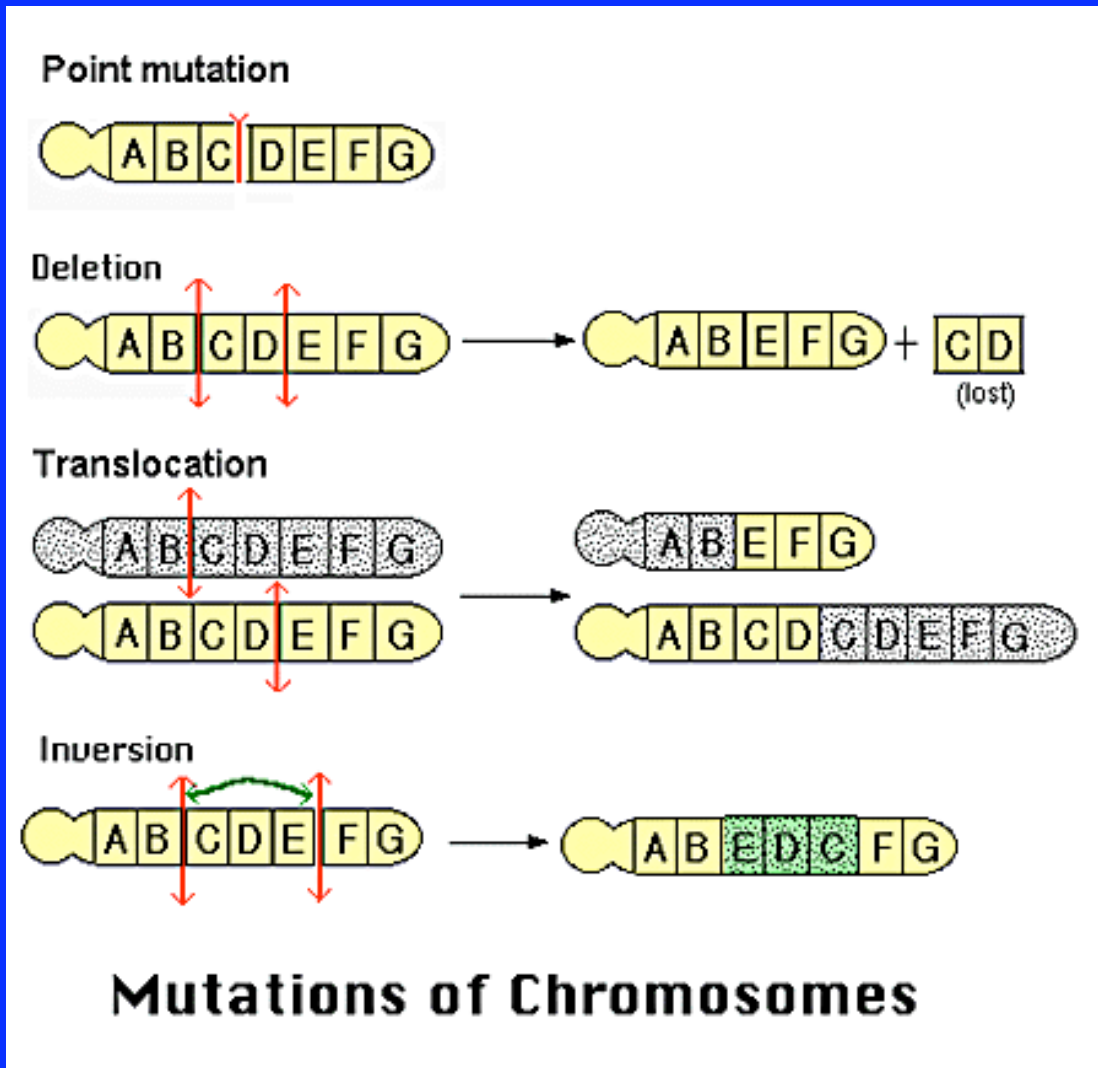 Point mutation
A B C D E F G
Deletion
A B C D E F G A B E F G + C D
(lost)
Translocation
A B C D E F G A B E F G
A B C D E F G A B C D C D E F G
Inversion
A B C D E F G A B E D C F G
Mutations of Chromosomes